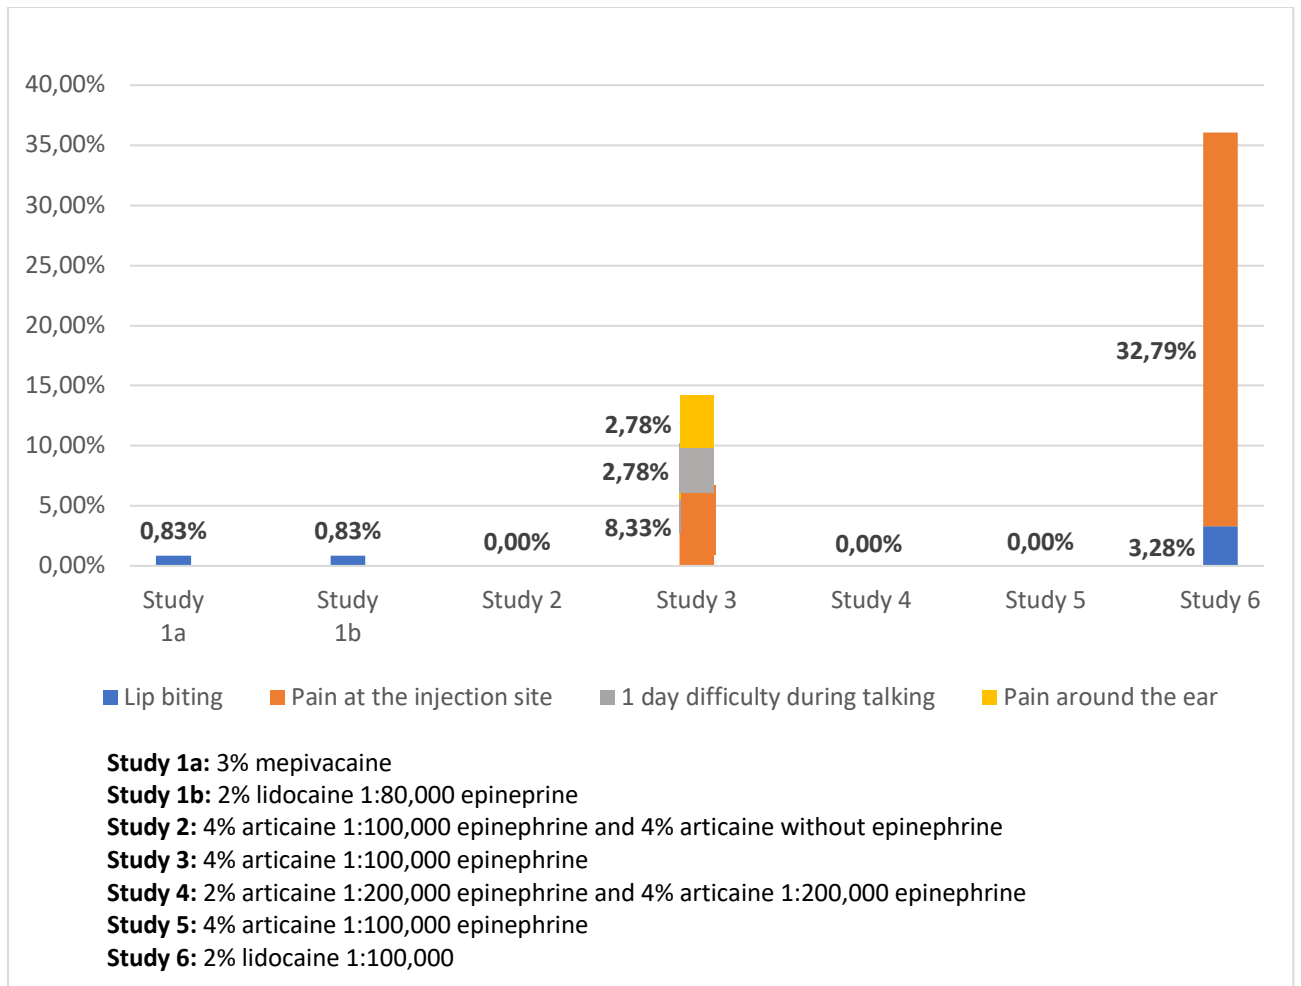 40,00%
35,00%
30,00%
25,00%
20,00%
15,00%
10,00%
5,00%
0,00%
0,83%
0,83%
0,00%
2,78%
2,78%
8,33%
0,00%
0,00%
32,79%
3,28%
Study 1a
Study 1b
Study 2
Study 3
Study 4
Study 5
Study 6
Lip biting
Pain at the injection site
1 day difficulty during talking
Pain around the ear
Study 1a: 3% mepivacaine
Study 1b: 2% lidocaine 1:80,000 epineprine
Study 2: 4% articaine 1:100,000 epinephrine and 4% articaine without epinephrine
Study 3: 4% articaine 1:100,000 epinephrine
Study 4: 2% articaine 1:200,000 epinephrine and 4% articaine 1:200,000 epinephrine
Study 5: 4% articaine 1:100,000 epinephrine
Study 6: 2% lidocaine 1:100,000